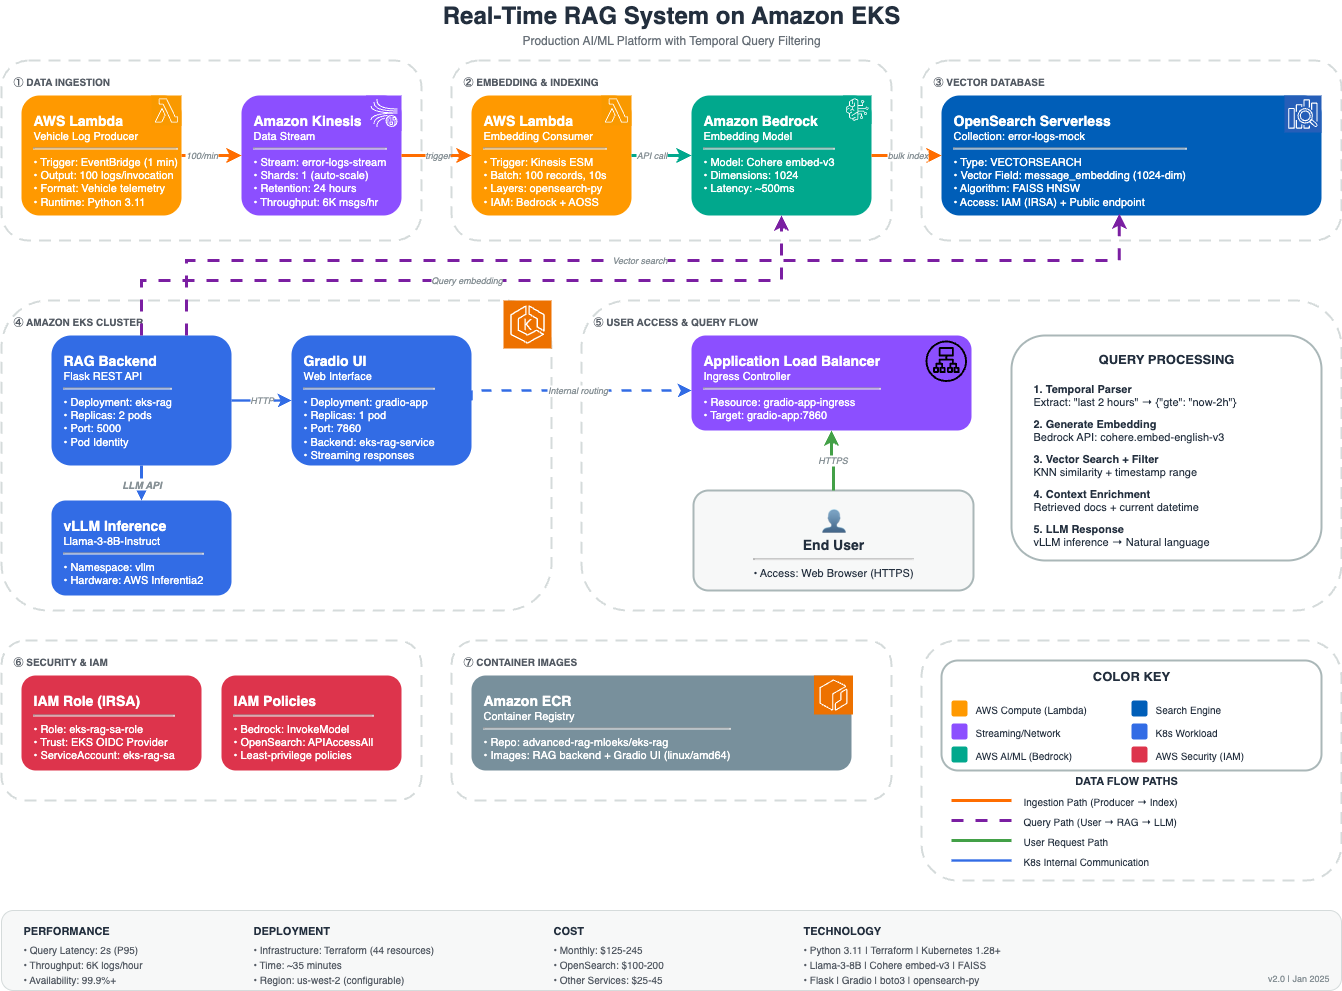 Real-Time RAG System on Amazon EKS
Production AI/ML Platform with Temporal Query Filtering
① DATA INGESTION
AWS Lambda
Vehicle Log Producer
• Trigger: EventBridge (1 min)
• Output: 100 logs/invocation
• Format: Vehicle telemetry
• Runtime: Python 3.11
100/min
Amazon Kinesis
Data Stream
• Stream: error-logs-stream
• Shards: 1 (auto-scale)
• Retention: 24 hours
• Throughput: 6K msgs/hr
trigger
② EMBEDDING & INDEXING
AWS Lambda
Embedding Consumer
• Trigger: Kinesis ESM
• Batch: 100 records, 10s
• Layers: opensearch-py
• IAM: Bedrock + AOSS
API call
Amazon Bedrock
Embedding Model
• Model: Cohere embed-v3
• Dimensions: 1024
• Latency: ~500ms
bulk index
③ VECTOR DATABASE
OpenSearch Serverless
Collection: error-logs-mock
• Type: VECTORSEARCH
• Vector Field: message_embedding (1024-dim)
• Algorithm: FAISS HNSW
• Access: IAM (IRSA) + Public endpoint
Vector search
Query embedding
④ AMAZON EKS CLUSTER
K
RAG Backend
Flask REST API
• Deployment: eks-rag
• Replicas: 2 pods
• Port: 5000
• Pod Identity
HTTP
Gradio UI
Web Interface
• Deployment: gradio-app
• Replicas: 1 pod
• Port: 7860
• Backend: eks-rag-service
• Streaming responses
LLM API
vLLM Inference
Llama-3-8B-Instruct
• Namespace: vllm
• Hardware: AWS Inferentia2
Internal routing
⑤ USER ACCESS & QUERY FLOW
Application Load Balancer
Ingress Controller
• Resource: gradio-app-ingress
• Target: gradio-app:7860
HTTPS
End User
• Access: Web Browser (HTTPS)
QUERY PROCESSING
1. Temporal Parser
Extract: "last 2 hours" → {"gte": "now-2h"}
2. Generate Embedding
Bedrock API: cohere.embed-english-v3
3. Vector Search + Filter
KNN similarity + timestamp range
4. Context Enrichment
Retrieved docs + current datetime
5. LLM Response
vLLM inference → Natural language
⑥ SECURITY & IAM
IAM Role (IRSA)
• Role: eks-rag-sa-role
• Trust: EKS OIDC Provider
• ServiceAccount: eks-rag-sa
IAM Policies
• Bedrock: InvokeModel
• OpenSearch: APIAccessAll
• Least-privilege policies
⑦ CONTAINER IMAGES
Amazon ECR
Container Registry
• Repo: advanced-rag-mloeks/eks-rag
• Images: RAG backend + Gradio UI (linux/amd64)
COLOR KEY
AWS Compute (Lambda)
Search Engine
Streaming/Network
K8s Workload
AWS AI/ML (Bedrock)
AWS Security (IAM)
DATA FLOW PATHS
Ingestion Path (Producer → Index)
Query Path (User → RAG → LLM)
User Request Path
K8s Internal Communication
PERFORMANCE
• Query Latency: 2s (P95)
• Throughput: 6K logs/hour
• Availability: 99.9%+
DEPLOYMENT
• Infrastructure: Terraform (44 resources)
• Time: ~35 minutes
• Region: us-west-2 (configurable)
COST
• Monthly: $125-245
• OpenSearch: $100-200
• Other Services: $25-45
TECHNOLOGY
• Python 3.11 | Terraform | Kubernetes 1.28+
• Llama-3-8B | Cohere embed-v3 | FAISS
• Flask | Gradio | boto3 | opensearch-py
v2.0 | Jan 2025